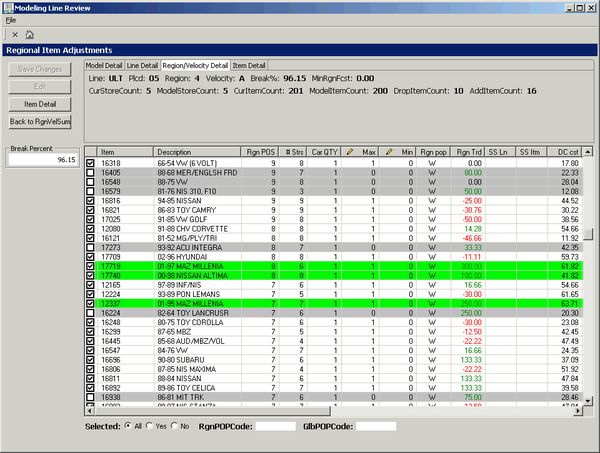 Modeling Line Review
File
Regional Item Adjustments
Save Changes
Edit
Item Detail
Back to RgnVelSum
Break Percent
96.15
Model Detail Line Detail Region/Velocity Detail Item Detail
Line: ULT Plcd: 05 Region: 4 Velocity: A Break%: 96.15 MinRgnFcst: 0.00
CurStoreCount: 5 ModelStoreCount: 5 CurItemCount: 201 ModelItemCount: 200 DropItemCount: 10 AddItemCount: 16
Item Description Rgn POS # Strs Car QTY Max Min Rgn pop Rgn Trd SS Ln SS Itm DC cst
16318 66-54 VW (6 VOLT) 9 8 1 1 0 W 0.00 17.80
16405 88-68 MER/ENGLSH FRD 9 7 1 0 0 W 80.00 22.33
16548 88-75 VW 9 6 1 0 0 W 0.00 28.04
16579 81-76 NIS 310, F10 9 3 1 0 0 W 50.00 12.08
16816 94-85 NISSAN 9 8 1 1 0 W -25.00 44.52
16821 86-83 TOY CAMRY 9 6 1 1 0 W -30.76 30.22
17025 91-85 VW GOLF 9 8 1 1 0 W -50.00 38.56
12080 91-88 CHV CORVETTE 8 6 1 1 0 W 14.28 54.66
16121 81-52 MG/PLY/TRI 8 6 1 1 0 W -46.66 11.92
17273 93-92 ACU INTEGRA 8 7 1 0 0 W 33.33 42.35
17709 02-96 HYUNDAI 8 6 1 1 0 W -11.11 59.73
17719 01-97 MAZ MILLENIA 8 6 1 1 0 W 300.00 61.82
17740 00-98 NISSAN ALTIMA 8 8 1 1 0 W 100.00 41.82
12165 97-89 INF/NIS 7 6 1 1 0 W 16.66 54.66
12224 93-89 PON LEMANS 7 5 1 1 0 W -30.00 61.65
12337 01-95 MAZ MILLENIA 7 7 1 1 0 W 250.00 63.71
16224 82-64 TOY LANCRUSR 7 6 1 0 0 W 250.00 20.30
16248 80-75 TOY COROLLA 7 6 1 1 0 W -30.00 23.08
16299 87-65 MBZ 7 5 1 1 0 W -12.50 42.45
16445 85-68 AUD/MBZ/VOL 7 4 1 1 0 W -22.22 47.49
16547 84-76 VW 7 7 1 1 0 W 16.66 24.35
16696 90-80 SUBARU 7 6 1 1 0 W 133.33 37.09
16806 87-85 NIS MAXIMA 7 5 1 1 0 W -22.22 41.94
16811 88-84 NISSAN 7 6 1 1 0 W 133.33 47.84
16892 89-86 TOY CELICA 7 6 1 1 0 W 133.33 39.58
16938 86-81 MIT TRK 7 6 1 0 0 W 75.00 28.46
Selected: All Yes No RgnPOPCode: GlbPOPCode: